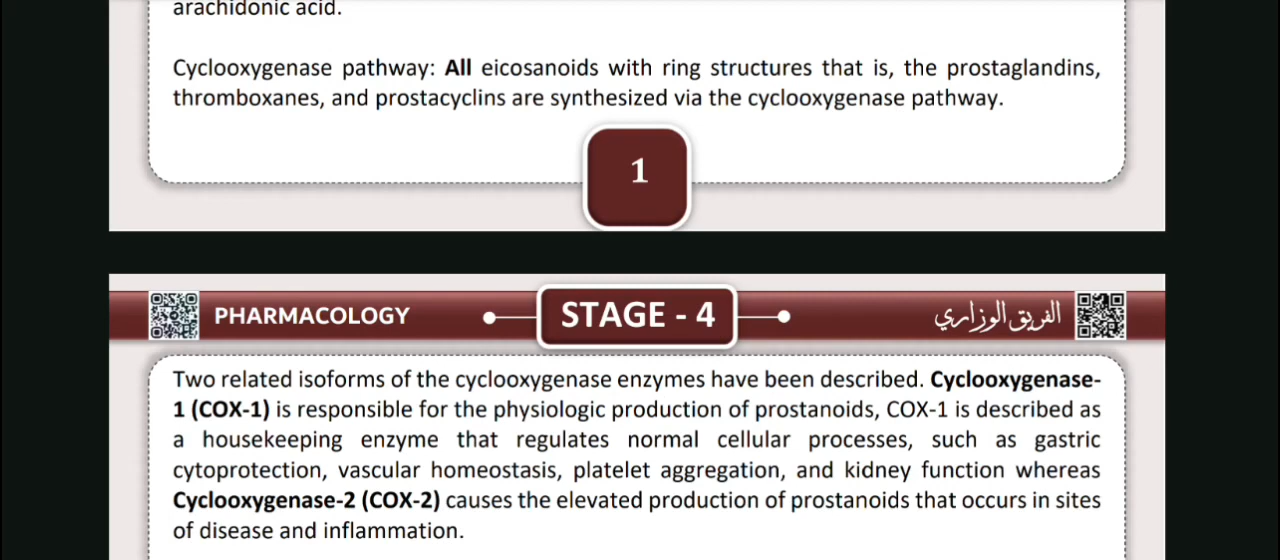 arachidonic acid.
Cyclooxygenase pathway: All eicosanoids with ring structures that is, the prostaglandins,
thromboxanes, and prostacyclins are synthesized via the cyclooxygenase pathway.
1
PHARMACOLOGY
STAGE - 4
الفريق الوزاري
Two related isoforms of the cyclooxygenase enzymes have been described. Cyclooxygenase-
1 (COX-1) is responsible for the physiologic production of prostanoids, COX-1 is described as
a housekeeping enzyme that regulates normal cellular processes, such as gastric
cytoprotection, vascular homeostasis, platelet aggregation, and kidney function whereas
Cyclooxygenase-2 (COX-2) causes the elevated production of prostanoids that occurs in sites
of disease and inflammation.